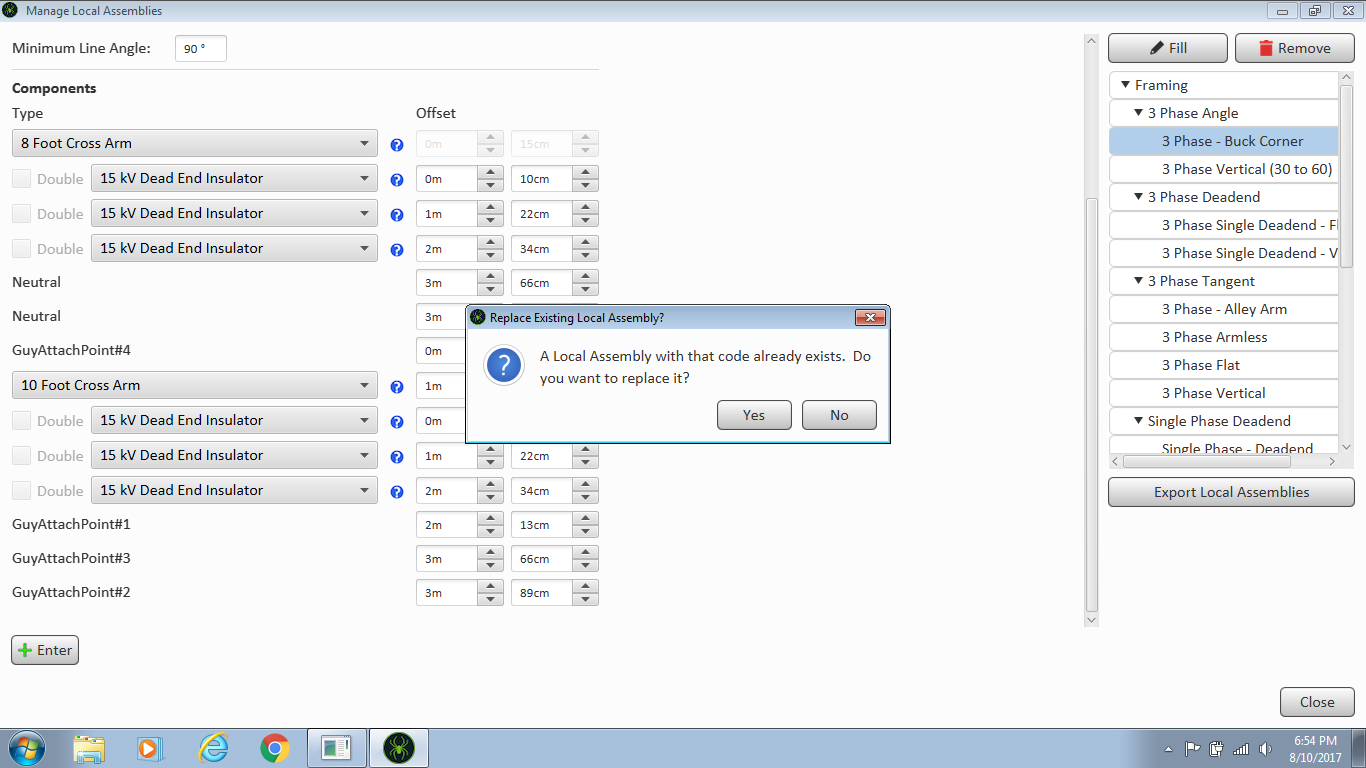 Manage Local Assemblies
Minimum Line Angle: 90 °
Components
Type Offset
8 Foot Cross Arm 0m 15cm
Double 15 kV Dead End Insulator 0m 10cm
Double 15 kV Dead End Insulator 1m 22cm
Double 15 kV Dead End Insulator 2m 34cm
Neutral 3m 66cm
Neutral 3m
GuyAttachPoint#4 0m
10 Foot Cross Arm 1m
Double 15 kV Dead End Insulator 0m
Double 15 kV Dead End Insulator 1m 22cm
Double 15 kV Dead End Insulator 2m 34cm
GuyAttachPoint#1 2m 13cm
GuyAttachPoint#3 3m 66cm
GuyAttachPoint#2 3m 89cm
Enter
Replace Existing Local Assembly?
A Local Assembly with that code already exists. Do
you want to replace it?
Yes No
Fill Remove
Framing
3 Phase Angle
3 Phase - Buck Corner
3 Phase Vertical (30 to 60)
3 Phase Deadend
3 Phase Single Deadend - Fl
3 Phase Single Deadend - V
3 Phase Tangent
3 Phase - Alley Arm
3 Phase Armless
3 Phase Flat
3 Phase Vertical
Single Phase Deadend
Single Phase - Deadend
Export Local Assemblies
Close
6:54 PM
8/10/2017